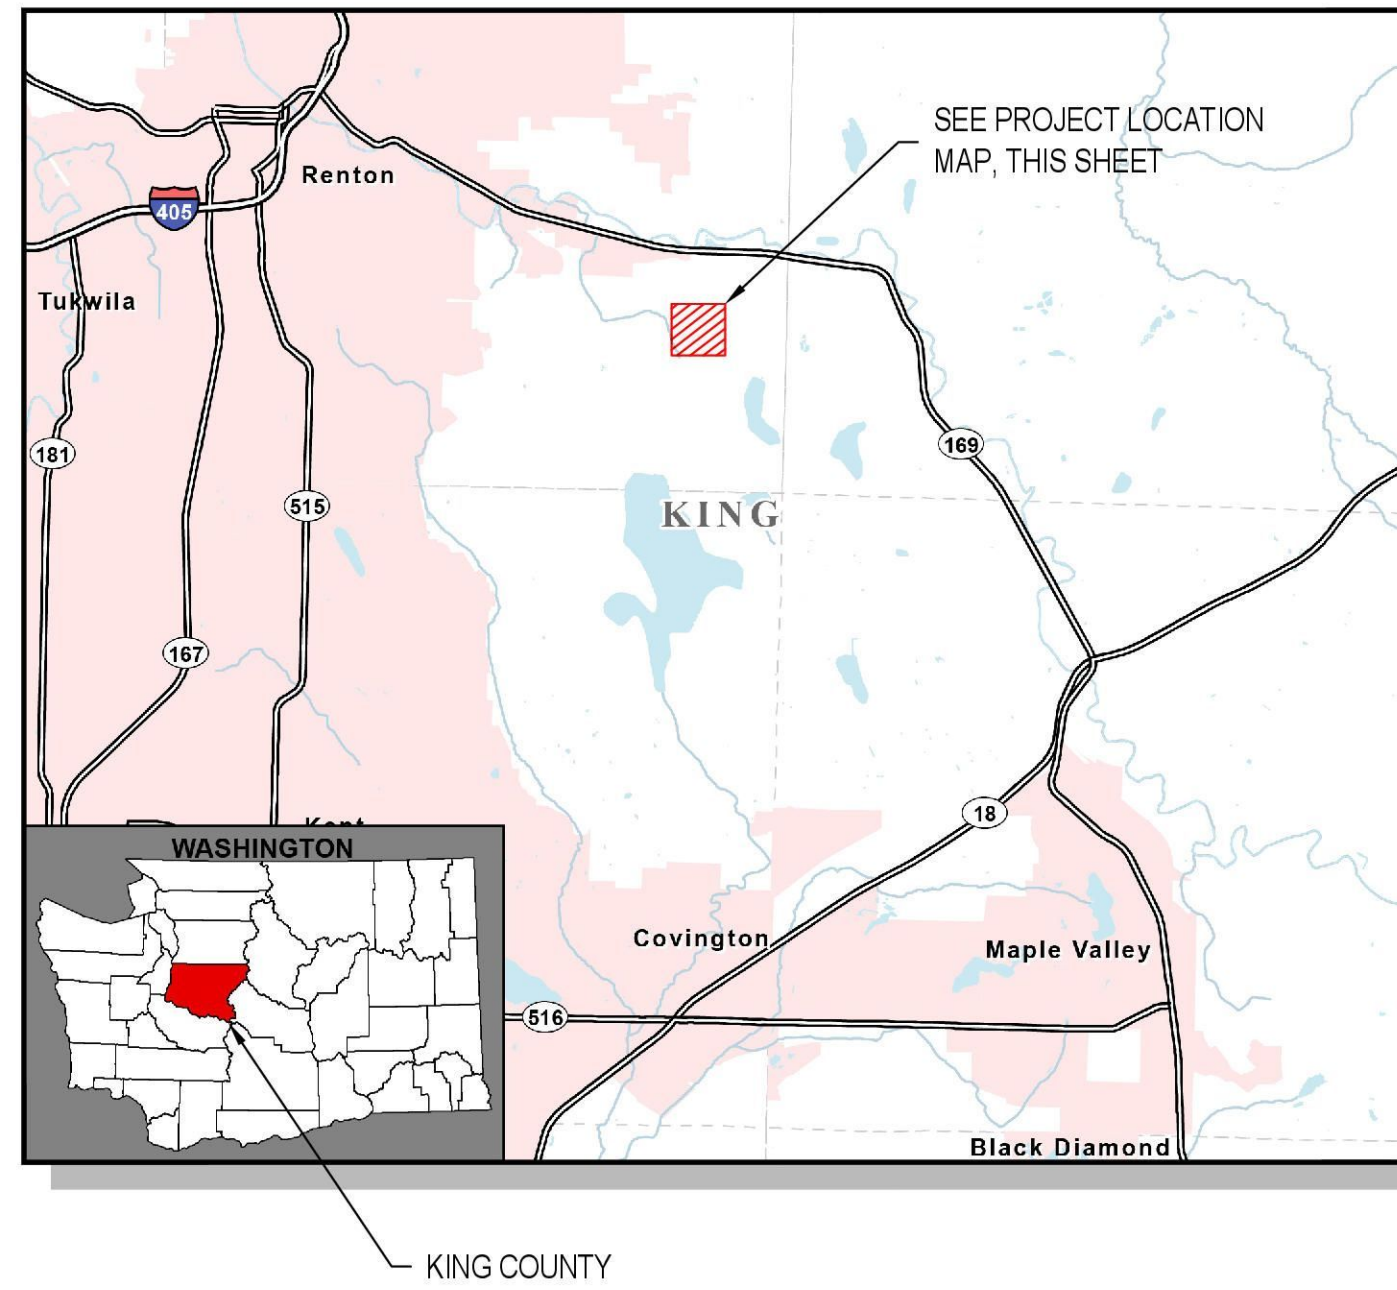 SEE PROJECT LOCATION
MAP, THIS SHEET
Renton
405
Tukwila
169
181
515
KING
167
18
Kent
WASHINGTON
Covington
Maple Valley
516
Black Diamond
KING COUNTY